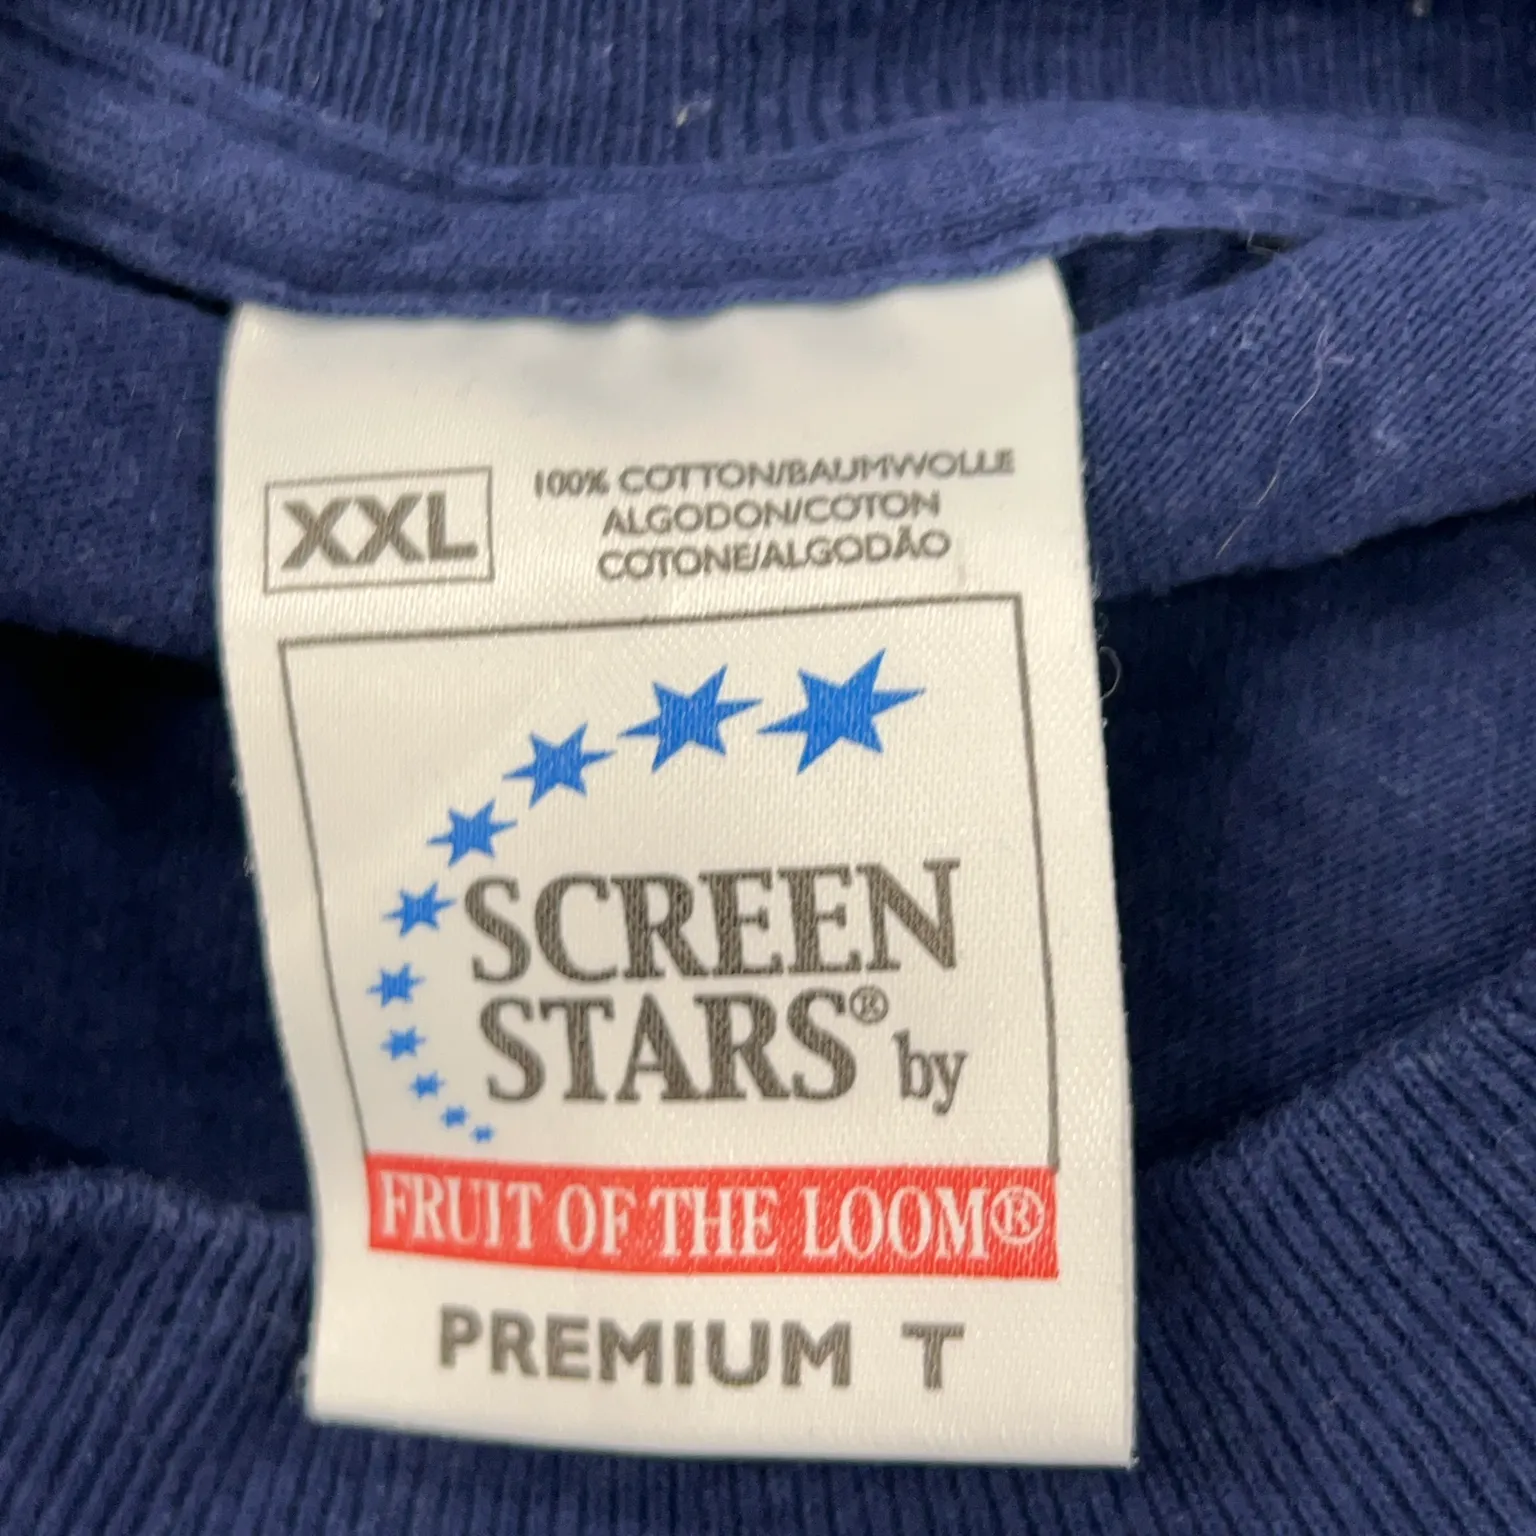 XXL
100% COTTON/BAUMWOLLE
ALGODON/COTON
COTONE/ALGODÃO
SCREEN
STARS® by
FRUIT OF THE LOOM®
PREMIUM T